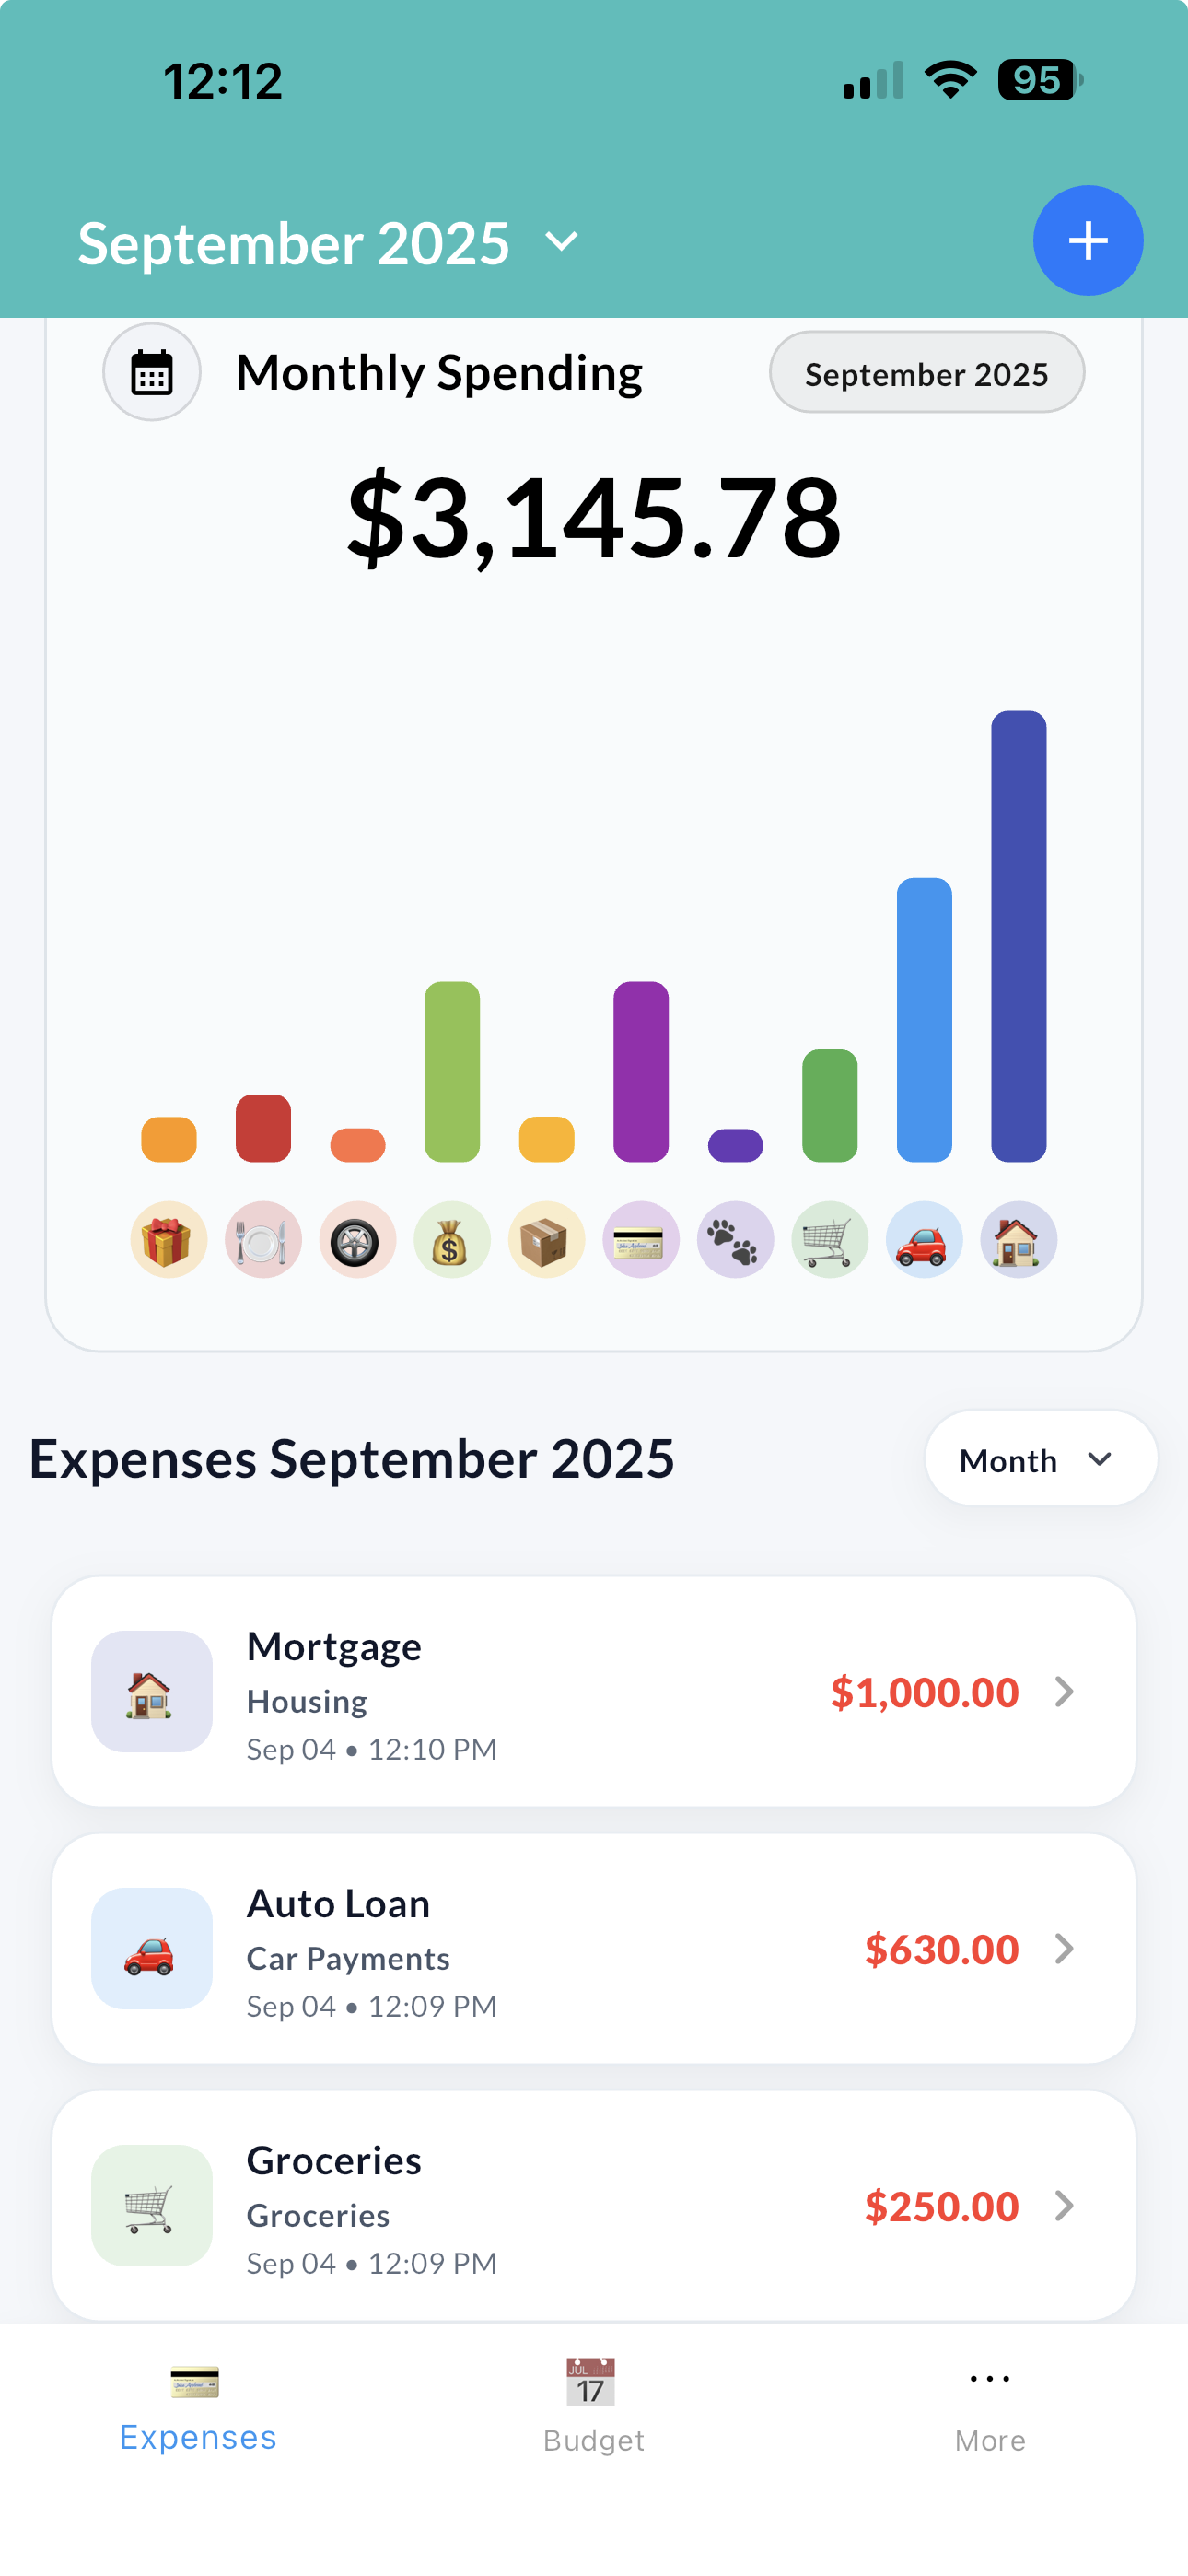 12:12
95
September 2025
+
Monthly Spending
September 2025
$3,145.78
Expenses September 2025
Month
Mortgage
Housing
Sep 04 • 12:10 PM
$1,000.00
Auto Loan
Car Payments
Sep 04 • 12:09 PM
$630.00
Groceries
Groceries
Sep 04 • 12:09 PM
$250.00
JUL
17
Expenses
Budget
More